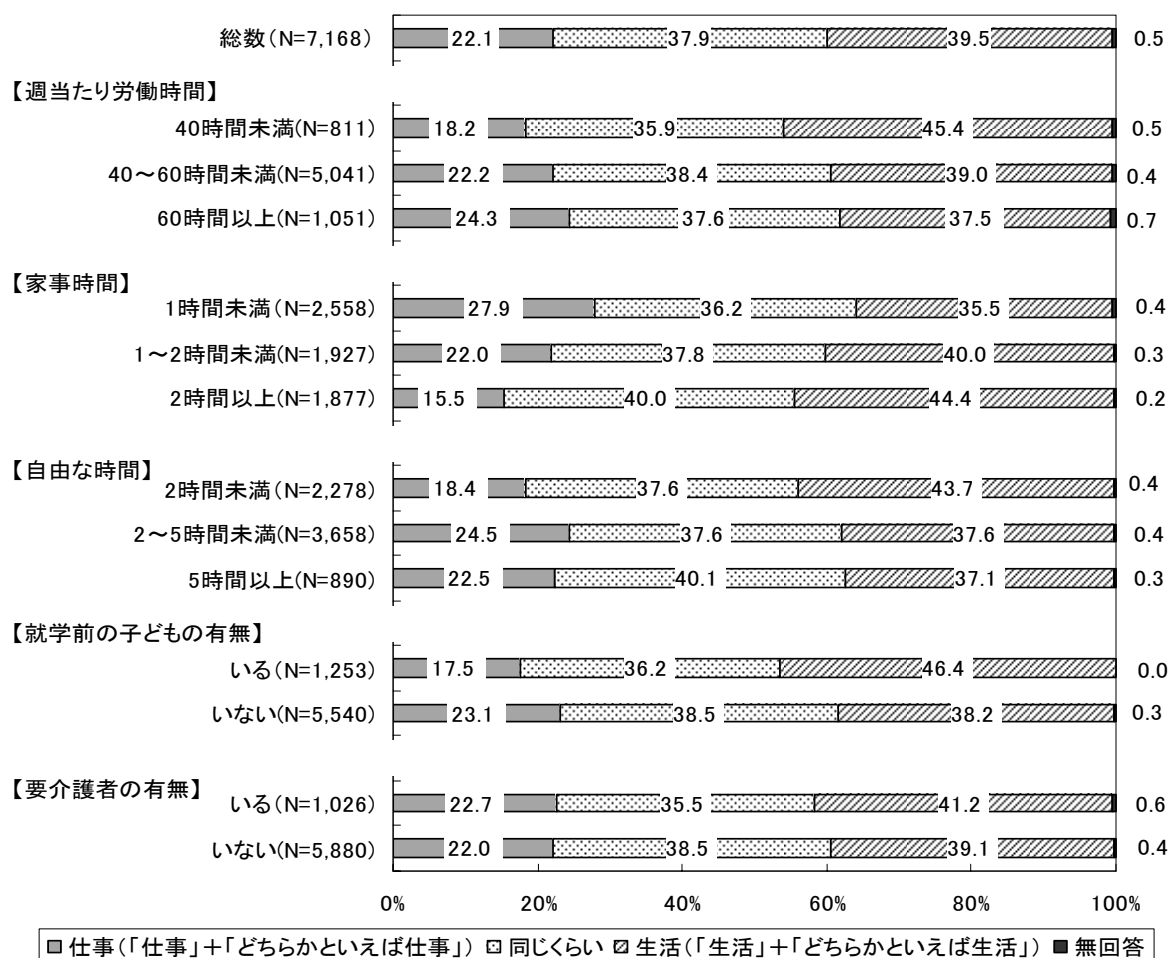 総数(N=7,168) 22.1 37.9 39.5 0.5
【週当たり労働時間】
40時間未満(N=811) 18.2 35.9 45.4 0.5
40～60時間未満(N=5,041) 22.2 38.4 39.0 0.4
60時間以上(N=1,051) 24.3 37.6 37.5 0.7
【家事時間】
1時間未満(N=2,558) 27.9 36.2 35.5 0.4
1～2時間未満(N=1,927) 22.0 37.8 40.0 0.3
2時間以上(N=1,877) 15.5 40.0 44.4 0.2
【自由な時間】
2時間未満(N=2,278) 18.4 37.6 43.7 0.4
2～5時間未満(N=3,658) 24.5 37.6 37.6 0.4
5時間以上(N=890) 22.5 40.1 37.1 0.3
【就学前の子どもの有無】
いる(N=1,253) 17.5 36.2 46.4 0.0
いない(N=5,540) 23.1 38.5 38.2 0.3
【要介護者の有無】
いる(N=1,026) 22.7 35.5 41.2 0.6
いない(N=5,880) 22.0 38.5 39.1 0.4
0% 20% 40% 60% 80% 100%
仕事(「仕事」+「どちらかといえば仕事」) 同じくらい 生活(「生活」+「どちらかといえば生活」) 無回答